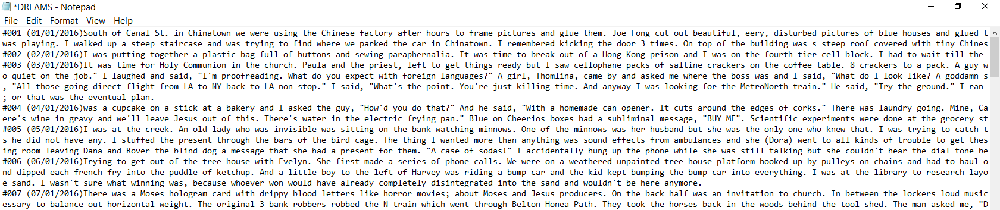 *DREAMS - Notepad
File Edit Format View Help
#001 (01/01/2016)South of Canal St. in Chinatown we were using the Chinese factory after hours to frame pictures and glue them. Joe Fong cut out beautiful, eery, disturbed pictures of blue houses and glued t
was playing. I walked up a steep staircase and was trying to find where we parked the car in Chinatown. I remembered kicking the door 3 times. On top of the building was s steep roof covered with tiny Chines
#002 (02/01/2016)I was putting together a plastic bag full of buttons and sewing paraphernalia. It was time to break out of a Hong Kong prison and I was on the fourth tier cell block. I had to wait till the
#003 (03/01/2016)It was time for Holy Communion in the church. Paula and the priest, left to get things ready but I saw cellophane packs of saltine crackers on the coffee table. 8 crackers to a pack. A guy w
o quiet on the job." I laughed and said, "I'm proofreading. What do you expect with foreign languages?" A girl, Thomlina, came by and asked me where the boss was and I said, "What do I look like? A goddamn s
, "All those going direct flight from LA to NY back to LA non-stop." I said, "What's the point. You're just killing time. And anyway I was looking for the MetroNorth train." He said, "Try the ground." I ran
; or that was the eventual plan.
#004 (04/01/2016)was a cupcake on a stick at a bakery and I asked the guy, "How'd you do that?" And he said, "With a homemade can opener. It cuts around the edges of corks." There was laundry going. Mine, Ca
ere's wine in gravy and we'll leave Jesus out of this. There's water in the electric frying pan." Blue on Cheerios boxes had a subliminal message, "BUY ME". Scientific experiments were done at the grocery st
#005 (05/01/2016)I was at the creek. An old lady who was invisible was sitting on the bank watching minnows. One of the minnows was her husband but she was the only one who knew that. I was trying to catch t
s he did not have any. I stuffed the present through the bars of the bird cage. The thing I wanted more than anything was sound effects from ambulances and she (Dora) went to all kinds of trouble to get thes
ing room leaving Dana and Rover the blind dog a message that she had a present for them. "A case of sodas!" I accidentally hung up the phone while she was still talking but she couldn't hear the dial tone be
#006 (06/01/2016)Trying to get out of the tree house with Evelyn. She first made a series of phone calls. We were on a weathered unpainted tree house platform hooked up by pulleys on chains and had to haul o
nd dipped each french fry into the puddle of ketchup. And a little boy to the left of Harvey was riding a bump car and the kid kept bumping the bump car into everything. I was at the library to research layo
e sand. I wasn't sure what winning was, because whoever won would have already completely disintegrated into the sand and wouldn't be here anymore.
#007 (07/01/2016)There was a Moses hologram card with drippy blood letters like horror movies; about Moses and Jesus producers. On the back half was an invitation to church. In between the lockers loud music
essary to balance out horizontal weight. The original 3 bank robbers robbed the N train which went through Belton Honea Path. They took the horses back in the woods behind the tool shed. The man asked me, "D